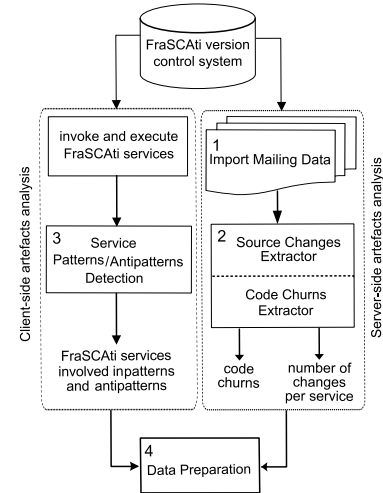 FraSCAti version
control system
Client-side artefacts analysis
invoke and execute
FraSCAti services
3
Service
Patterns/Antipatterns
Detection
FraSCAti services
involved inpatterns
and antipatterns
Server-side artefacts analysis
1
Import Mailing Data
2
Source Changes
Extractor
Code Churns
Extractor
code
churns
number of
changes
per service
4
Data Preparation